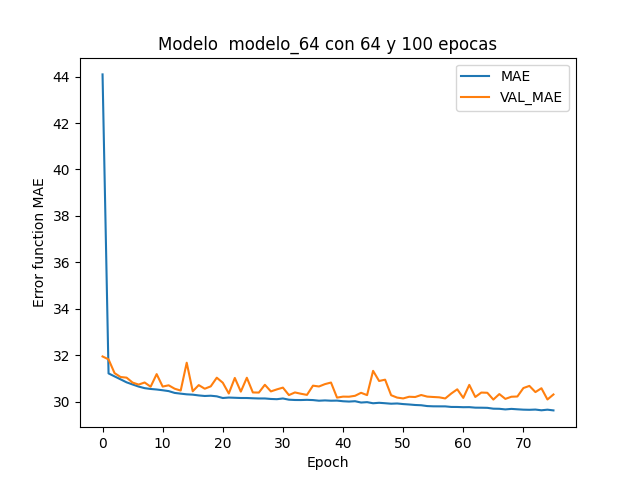 Modelo  modelo_64 con 64 y 100 epocas
MAE
VAL_MAE
Error function MAE
44
42
40
38
36
34
32
30
0 10 20 30 40 50 60 70
Epoch